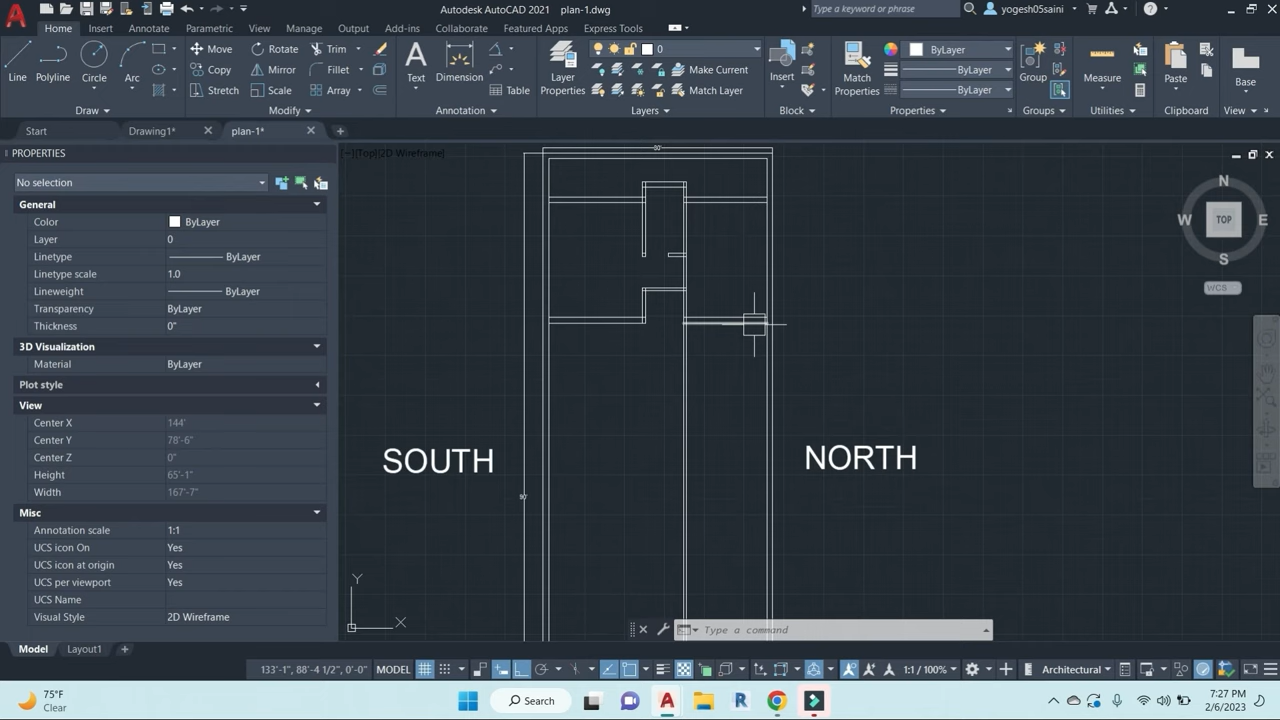 Autodesk AutoCAD 2021 plan-1.dwg
Type a keyword or phrase
yogesh05saini
Home Insert Annotate Parametric View Manage Output Add-ins Collaborate Featured Apps Express Tools
Line Polyline Circle Arc
Move Rotate Trim
Copy Mirror Fillet
Stretch Scale Array
Text Dimension
Table
Layer
Properties
0
Make Current
Match Layer
Insert
Match
Properties
ByLayer
ByLayer
ByLayer
Group
Measure
Paste
Base
Draw Modify Annotation Layers Block Properties Groups Utilities Clipboard View
Start Drawing1* plan-1*
PROPERTIES
[−][Top][2D Wireframe]
No selection
General
Color ByLayer
Layer 0
Linetype ByLayer
Linetype scale 1.0
Lineweight ByLayer
Transparency ByLayer
Thickness 0"
3D Visualization
Material ByLayer
Plot style
View
Center X 144'
Center Y 78'-6"
Center Z 0"
Height 65'-1"
Width 167'-7"
Misc
Annotation scale 1:1
UCS icon On Yes
UCS icon at origin Yes
UCS per viewport Yes
UCS Name
Visual Style 2D Wireframe
N
W TOP E
S
WCS
SOUTH
NORTH
90'
Y
X
Type a command
Model Layout1
133'-1", 88'-4 1/2", 0'-0" MODEL
1:1 / 100%
Architectural
75°F
Clear
Search
7:27 PM
2/6/2023